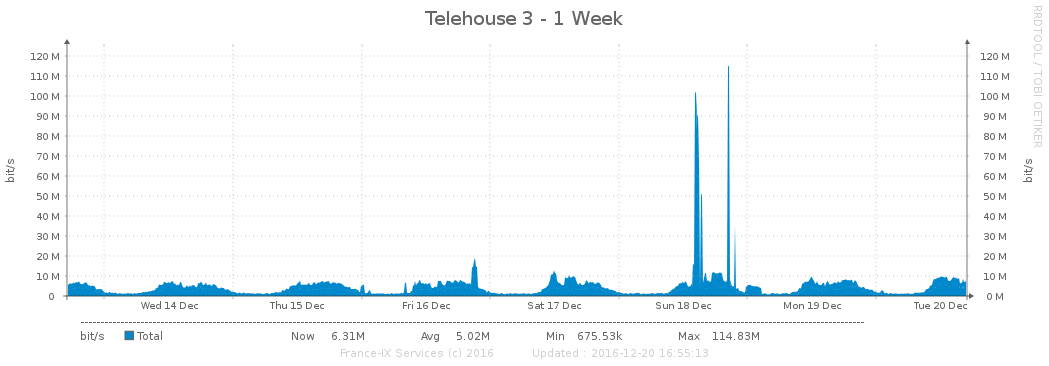 Telehouse 3 - 1 Week
RRDTOOL / TOBI OETIKER
120 M 120 M
110 M 110 M
100 M 100 M
90 M 90 M
80 M 80 M
70 M 70 M
60 M 60 M
50 M 50 M
40 M 40 M
30 M 30 M
20 M 20 M
10 M 10 M
0 0 M
bit/s bit/s
Wed 14 Dec Thu 15 Dec Fri 16 Dec Sat 17 Dec Sun 18 Dec Mon 19 Dec Tue 20 Dec
bit/s Total Now 6.31M Avg 5.02M Min 675.53k Max 114.83M
France-IX Services (c) 2016 Updated : 2016-12-20 16:55:13